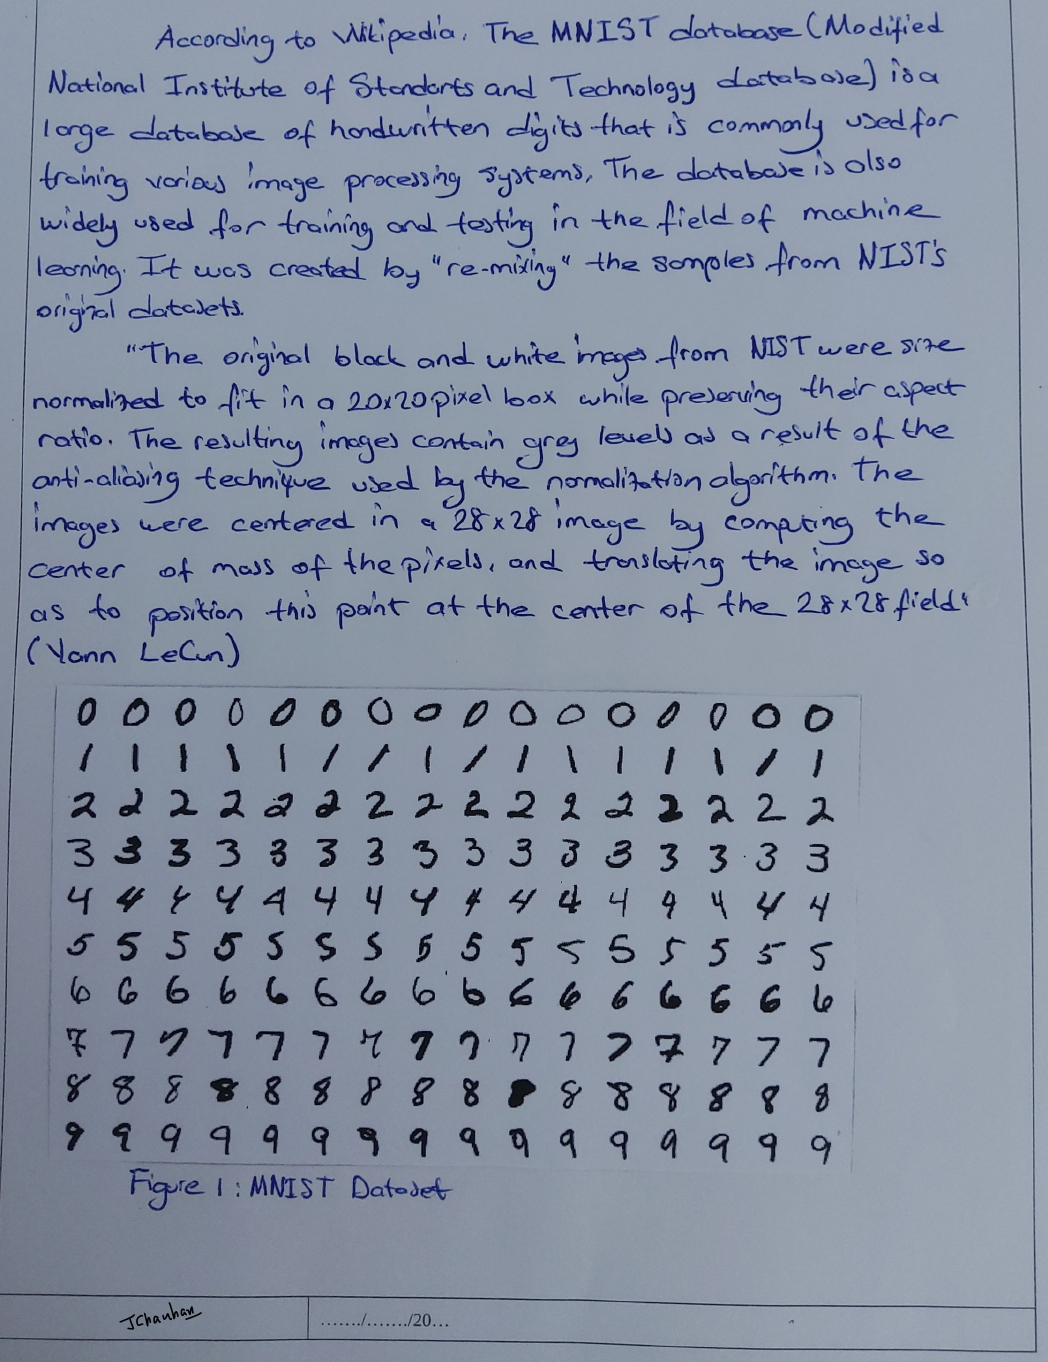 According to Wikipedia, The MNIST database (Modified
National Institute of Standarts and Technology database) is a
large database of handwritten digits that is commonly used for
training various image processing systems, The database is also
widely used for training and testing in the field of machine
learning. It was created by "re-mixing" the samples from NIST's
original datasets.
"The original black and white images from NIST were size
normalized to fit in a 20x20 pixel box while preserving their aspect
ratio. The resulting images contain grey levels as a result of the
anti-aliasing technique used by the normalization algorithm. The
images were centered in a 28x28 image by computing the
center of mass of the pixels, and translating the image so
as to position this point at the center of the 28x28 field"
(Yann LeCun)
0 0 0 0 0 0 0 0 0 0 0 0 0 0 0 0
1 1 1 1 1 1 1 1 1 1 1 1 1 1 1 1
2 2 2 2 2 2 2 2 2 2 2 2 2 2 2 2
3 3 3 3 3 3 3 3 3 3 3 3 3 3 3 3
4 4 4 4 4 4 4 4 4 4 4 4 4 4 4 4
5 5 5 5 5 5 5 5 5 5 5 5 5 5 5 5
6 6 6 6 6 6 6 6 6 6 6 6 6 6 6 6
7 7 7 7 7 7 7 7 7 7 7 7 7 7 7 7
8 8 8 8 8 8 8 8 8 8 8 8 8 8 8 8
9 9 9 9 9 9 9 9 9 9 9 9 9 9 9 9
Figure 1: MNIST Dataset
JChauhan ......./......./20...